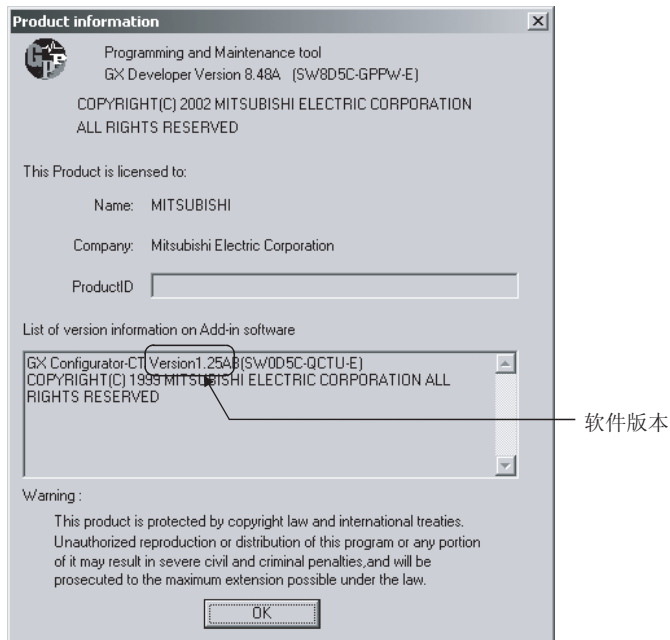 Product information
Programming and Maintenance tool
GX Developer Version 8.48A (SW8D5C-GPPW-E)
COPYRIGHT(C) 2002 MITSUBISHI ELECTRIC CORPORATION
ALL RIGHTS RESERVED
This Product is licensed to:
Name: MITSUBISHI
Company: Mitsubishi Electric Corporation
ProductID
List of version information on Add-in software
GX Configurator-CT Version1.25AB(SW0D5C-QCTU-E)
COPYRIGHT(C) 1999 MITSUBISHI ELECTRIC CORPORATION ALL
RIGHTS RESERVED
软件版本
Warning :
This product is protected by copyright law and international treaties.
Unauthorized reproduction or distribution of this program or any portion
of it may result in severe civil and criminal penalties,and will be
prosecuted to the maximum extension possible under the law.
OK